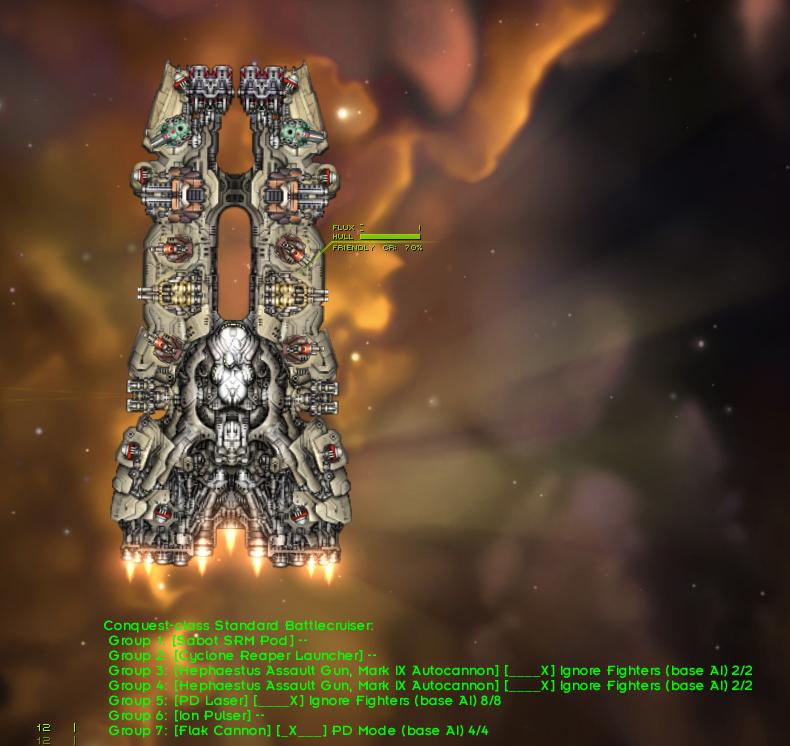 FLUX
HULL
FRIENDLY CR: 70%
Conquest-class Standard Battlecruiser:
Group 1: [Sabot SRM Pod] --
Group 2: [Cyclone Reaper Launcher] --
Group 3: [Hephaestus Assault Gun, Mark IX Autocannon] [____X] Ignore Fighters (base AI) 2/2
Group 4: [Hephaestus Assault Gun, Mark IX Autocannon] [____X] Ignore Fighters (base AI) 2/2
Group 5: [PD Laser] [____X] Ignore Fighters (base AI) 8/8
Group 6: [Ion Pulser] --
Group 7: [Flak Cannon] [_X___] PD Mode (base AI) 4/4
12
12